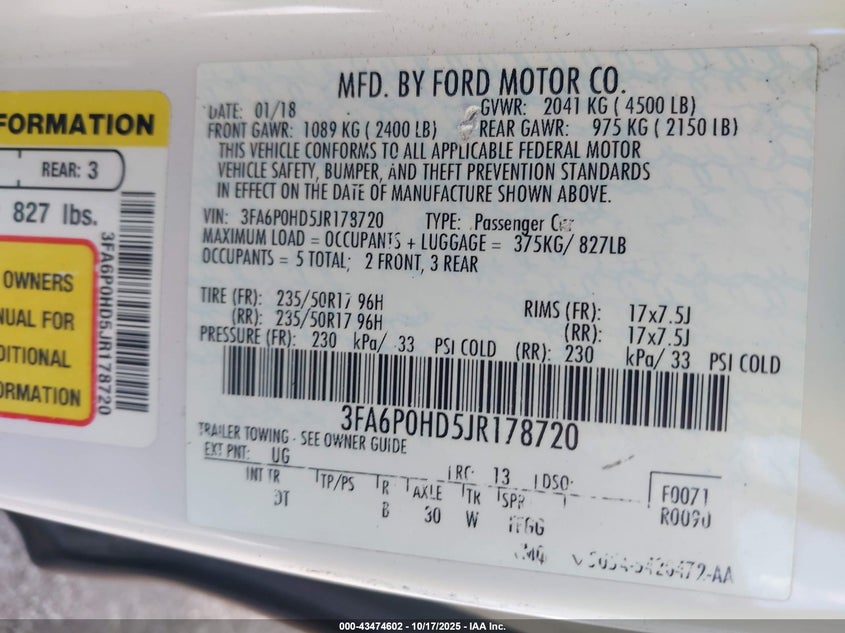 FORMATION
REAR: 3
827 lbs.
3FA6P0HD5JR178720
OWNERS
NUAL FOR
DITIONAL
ORMATION
MFD. BY FORD MOTOR CO.
DATE: 01/18 GVWR: 2041 KG ( 4500 LB)
FRONT GAWR: 1089 KG ( 2400 LB) REAR GAWR: 975 KG ( 2150 LB)
THIS VEHICLE CONFORMS TO ALL APPLICABLE FEDERAL MOTOR
VEHICLE SAFETY, BUMPER, AND THEFT PREVENTION STANDARDS
IN EFFECT ON THE DATE OF MANUFACTURE SHOWN ABOVE.
VIN: 3FA6P0HD5JR178720 TYPE: Passenger Car
MAXIMUM LOAD = OCCUPANTS + LUGGAGE = 375KG/ 827LB
OCCUPANTS = 5 TOTAL; 2 FRONT, 3 REAR
TIRE (FR): 235/50R17 96H RIMS (FR): 17x7.5J
(RR): 235/50R17 96H (RR): 17x7.5J
PRESSURE (FR): 230 kPa/ 33 PSI COLD (RR): 230 kPa/ 33 PSI COLD
3FA6P0HD5JR178720
TRAILER TOWING - SEE OWNER GUIDE
EXT PNT: UG RC: 13 DSO:
INT TR TP/PS R AXLE TK SPR F0071
B 30 W R0090
000-43474602 - 10/17/2025 - IAA Inc.